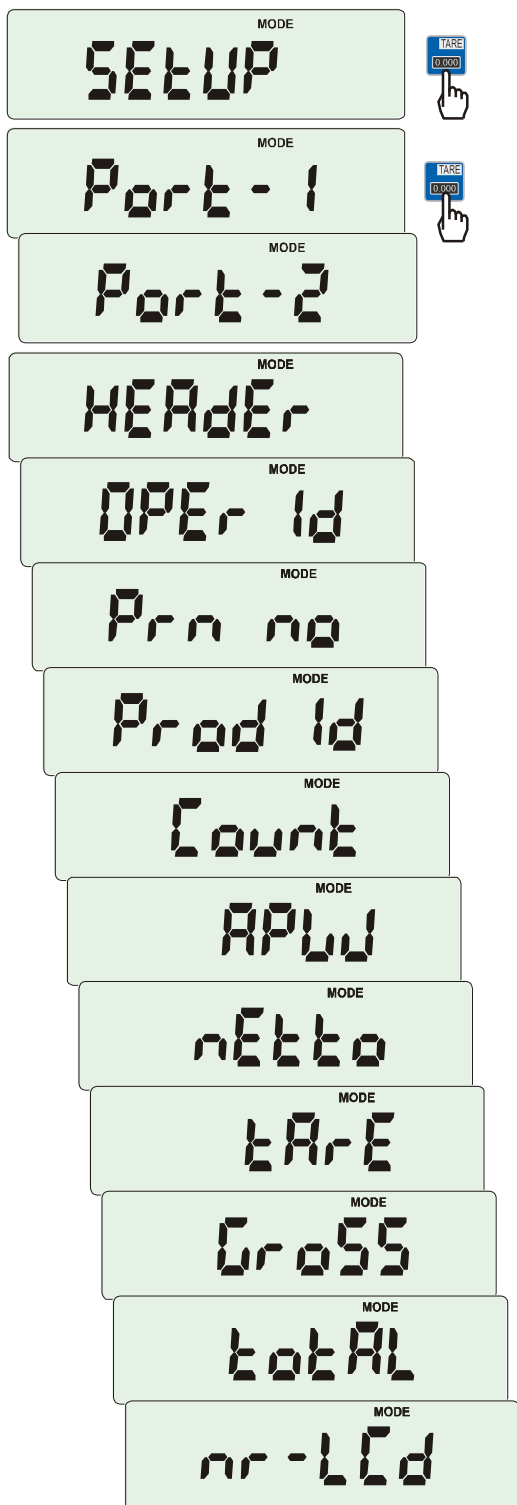 MODE
SEtUP
TARE
0.000
MODE
Port-1
TARE
0.000
MODE
Port-2
MODE
HEAdEr
MODE
OPEr Id
MODE
Prn no
MODE
Prod Id
MODE
Count
MODE
APW
MODE
nEtto
MODE
tArE
MODE
GroSS
MODE
totAL
MODE
nr-LCd